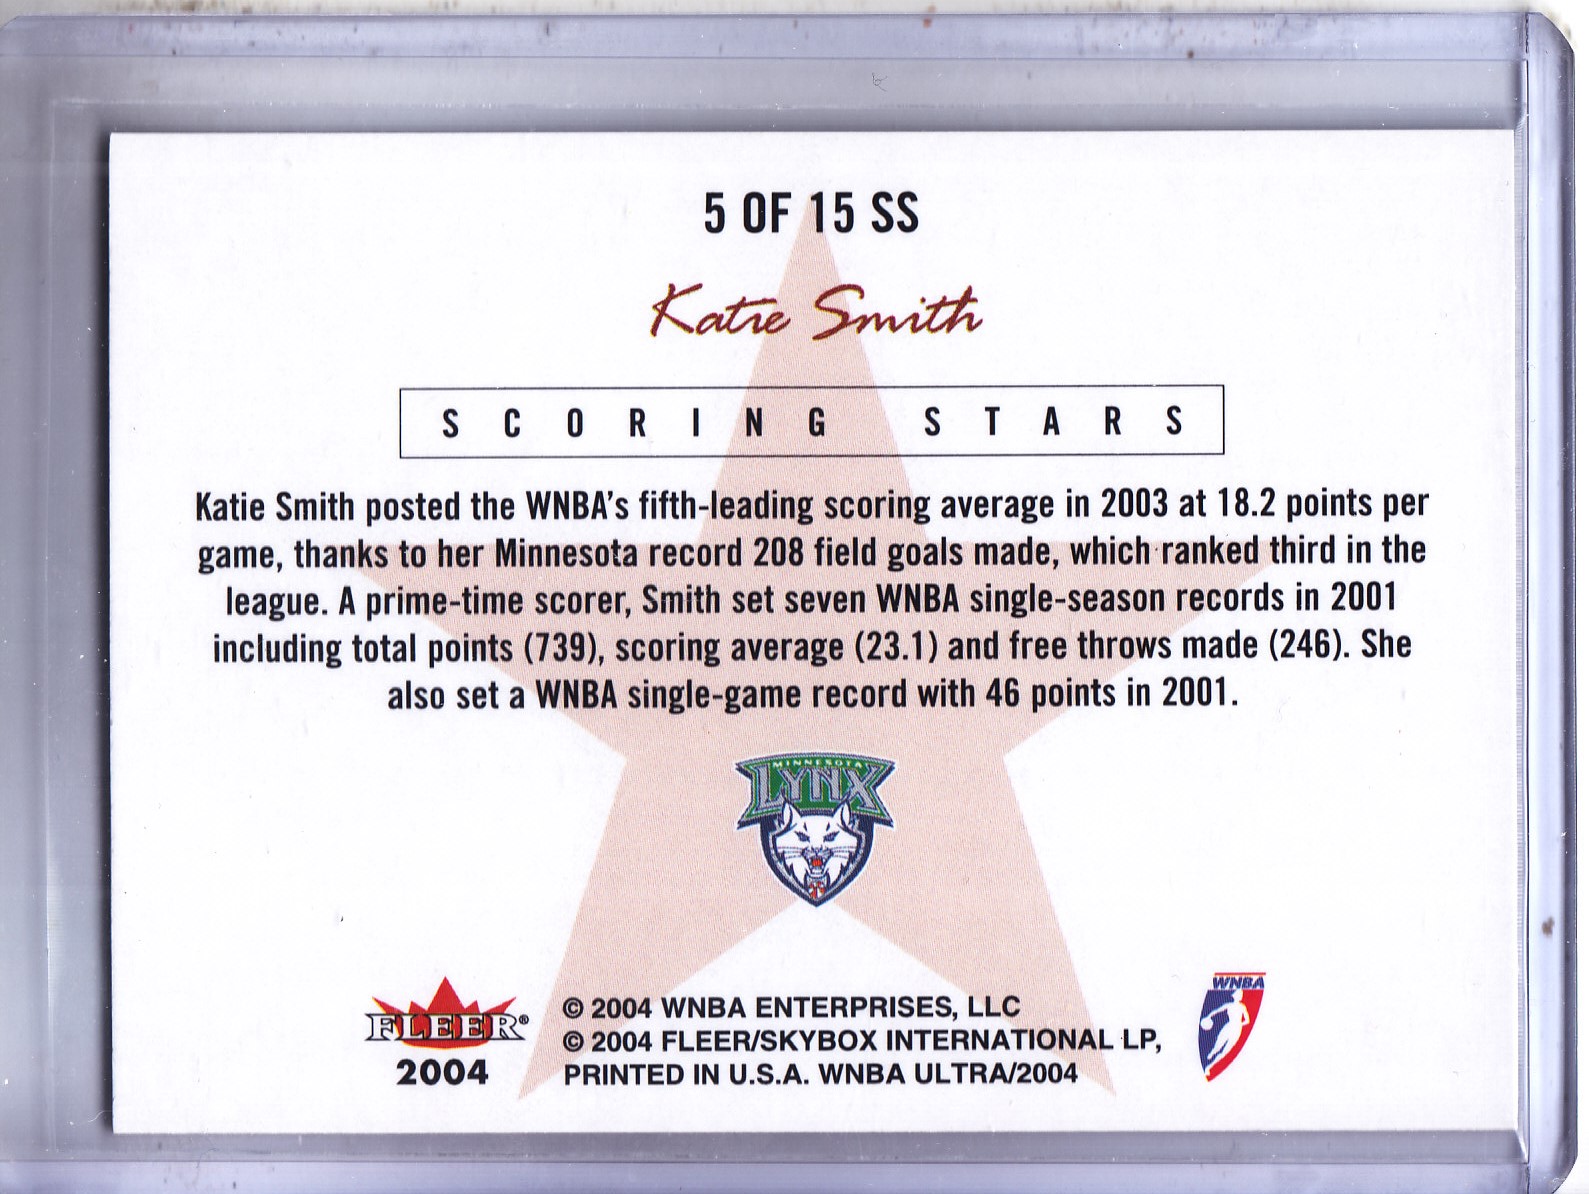 5 OF 15 SS
Katie Smith
SCORING STARS
Katie Smith posted the WNBA's fifth-leading scoring average in 2003 at 18.2 points per
game, thanks to her Minnesota record 208 field goals made, which ranked third in the
league. A prime-time scorer, Smith set seven WNBA single-season records in 2001
including total points (739), scoring average (23.1) and free throws made (246). She
also set a WNBA single-game record with 46 points in 2001.
MINNESOTA
LYNX
FLEER®
2004
© 2004 WNBA ENTERPRISES, LLC
© 2004 FLEER/SKYBOX INTERNATIONAL LP,
PRINTED IN U.S.A. WNBA ULTRA/2004
WNBA